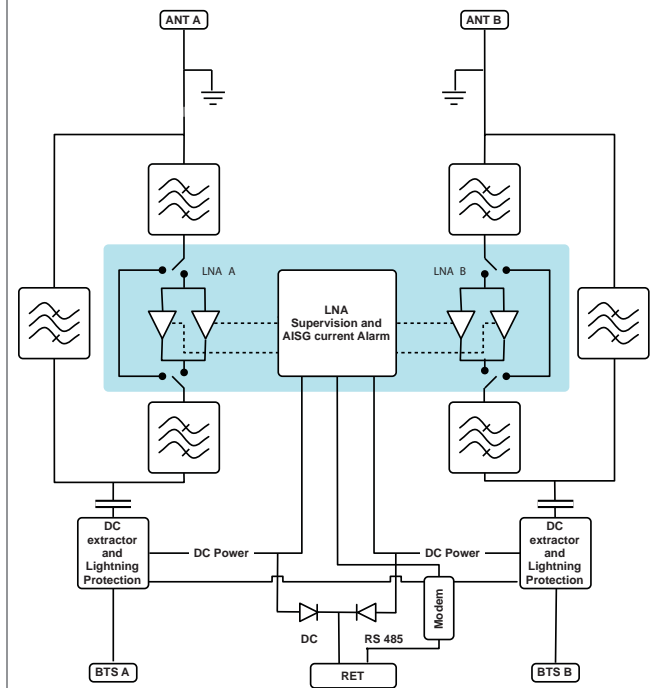 ANT A
ANT B
LNA A
LNA B
LNA
Supervision and
AISG current Alarm
DC
extractor
and
Lightning
Protection
DC Power
DC Power
DC
extractor
and
Lightning
Protection
Modem
DC
RS 485
BTS A
RET
BTS B